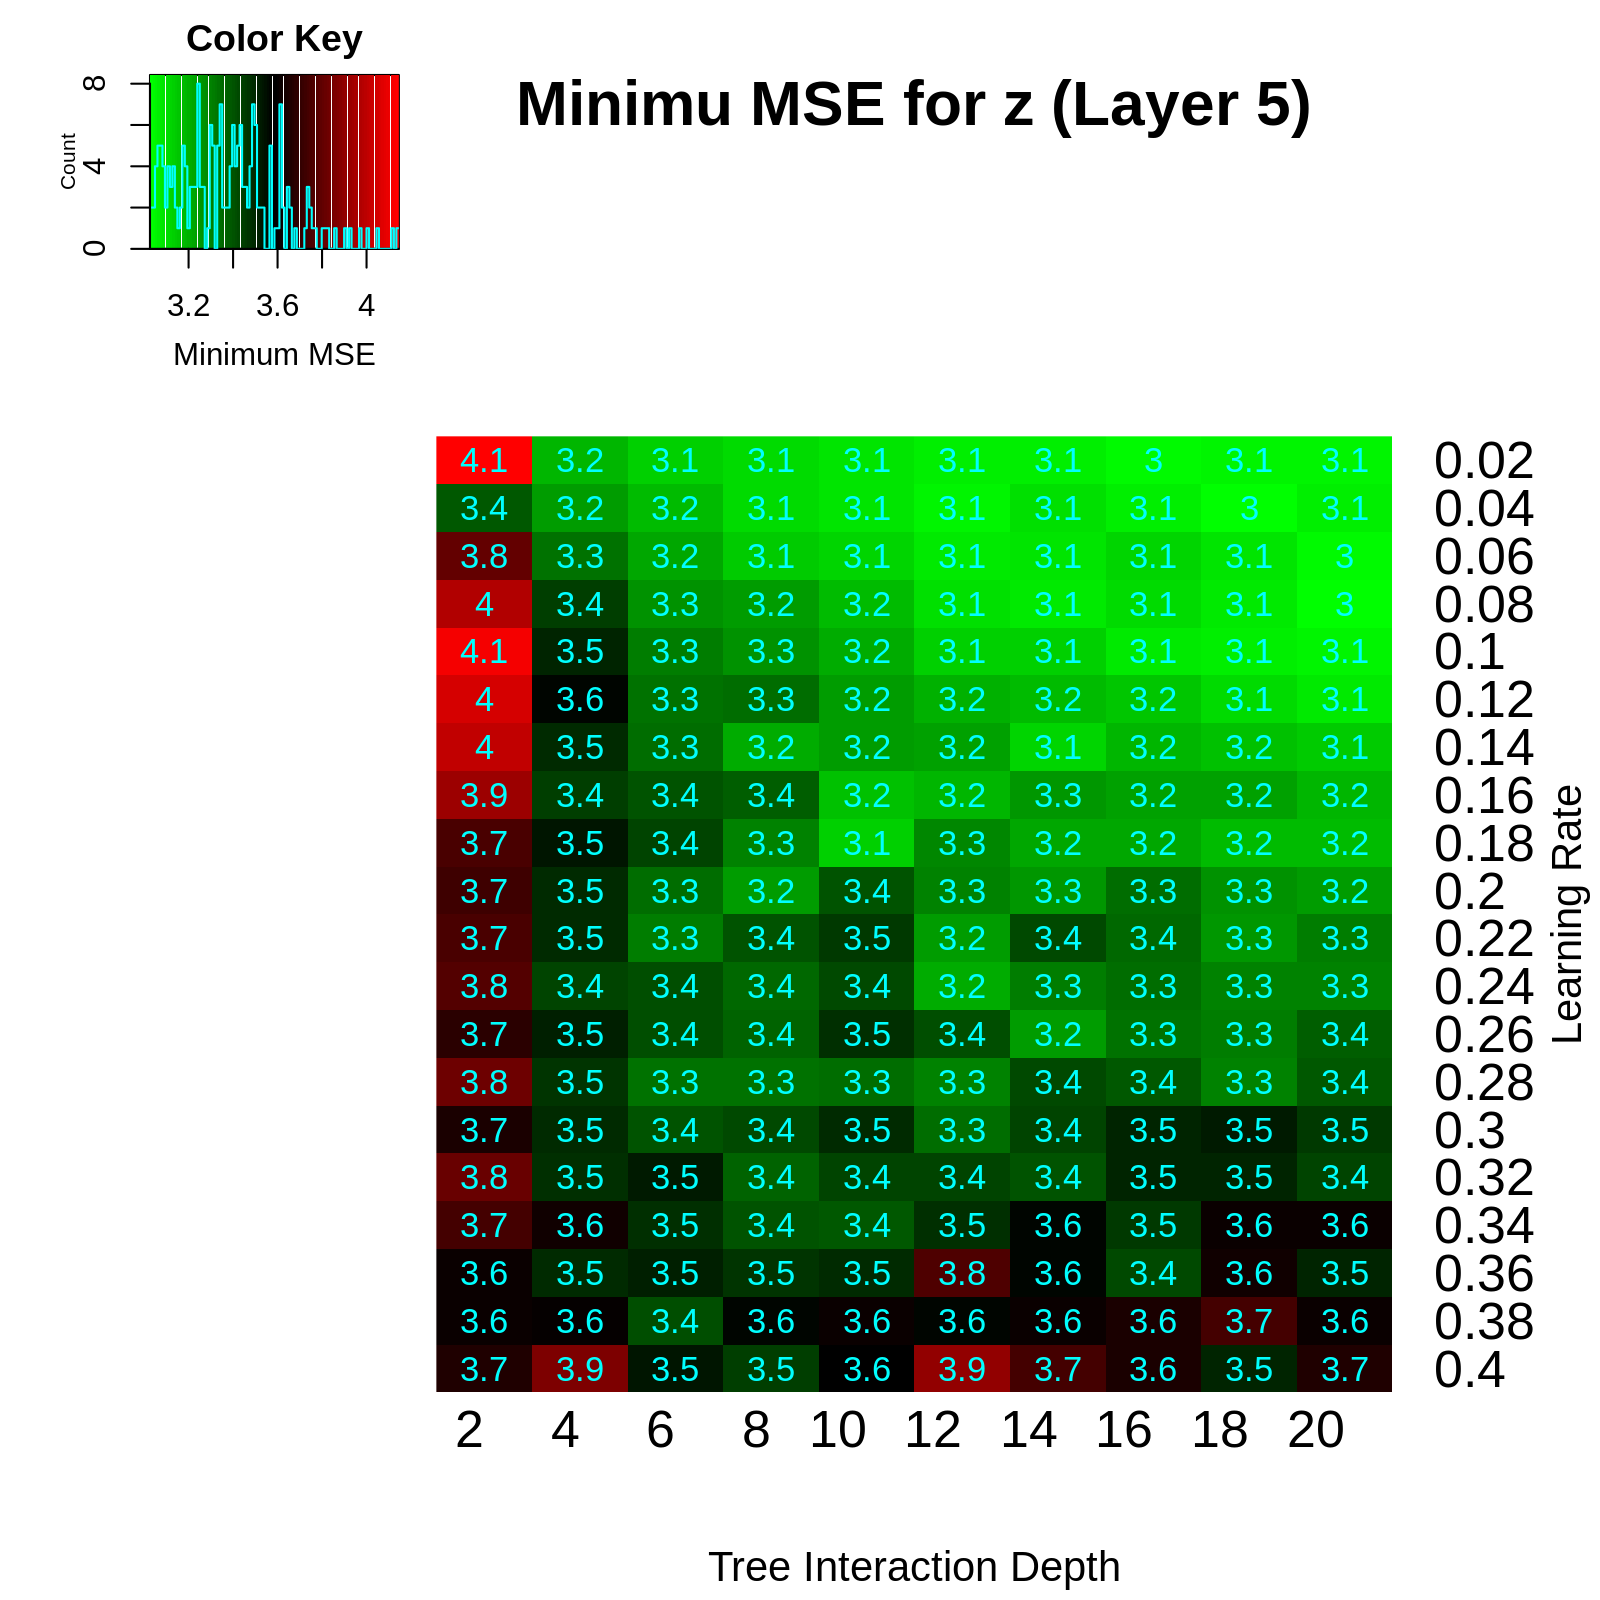 Color Key
Minimu MSE for z (Layer 5)
Count
0 4 8
3.2 3.6 4
Minimum MSE
4.1 3.2 3.1 3.1 3.1 3.1 3.1 3 3.1 3.1 0.02
3.4 3.2 3.2 3.1 3.1 3.1 3.1 3.1 3 3.1 0.04
3.8 3.3 3.2 3.1 3.1 3.1 3.1 3.1 3.1 3 0.06
4 3.4 3.3 3.2 3.2 3.1 3.1 3.1 3.1 3 0.08
4.1 3.5 3.3 3.3 3.2 3.1 3.1 3.1 3.1 3.1 0.1
4 3.6 3.3 3.3 3.2 3.2 3.2 3.2 3.1 3.1 0.12
4 3.5 3.3 3.2 3.2 3.2 3.1 3.2 3.2 3.1 0.14
3.9 3.4 3.4 3.4 3.2 3.2 3.3 3.2 3.2 3.2 0.16
3.7 3.5 3.4 3.3 3.1 3.3 3.2 3.2 3.2 3.2 0.18
3.7 3.5 3.3 3.2 3.4 3.3 3.3 3.3 3.3 3.2 0.2
3.7 3.5 3.3 3.4 3.5 3.2 3.4 3.4 3.3 3.3 0.22
3.8 3.4 3.4 3.4 3.4 3.2 3.3 3.3 3.3 3.3 0.24
3.7 3.5 3.4 3.4 3.5 3.4 3.2 3.3 3.3 3.4 0.26
3.8 3.5 3.3 3.3 3.3 3.3 3.4 3.4 3.3 3.4 0.28
3.7 3.5 3.4 3.4 3.5 3.3 3.4 3.5 3.5 3.5 0.3
3.8 3.5 3.5 3.4 3.4 3.4 3.4 3.5 3.5 3.4 0.32
3.7 3.6 3.5 3.4 3.4 3.5 3.6 3.5 3.6 3.6 0.34
3.6 3.5 3.5 3.5 3.5 3.8 3.6 3.4 3.6 3.5 0.36
3.6 3.6 3.4 3.6 3.6 3.6 3.6 3.6 3.7 3.6 0.38
3.7 3.9 3.5 3.5 3.6 3.9 3.7 3.6 3.5 3.7 0.4
Learning Rate
2 4 6 8 10 12 14 16 18 20
Tree Interaction Depth